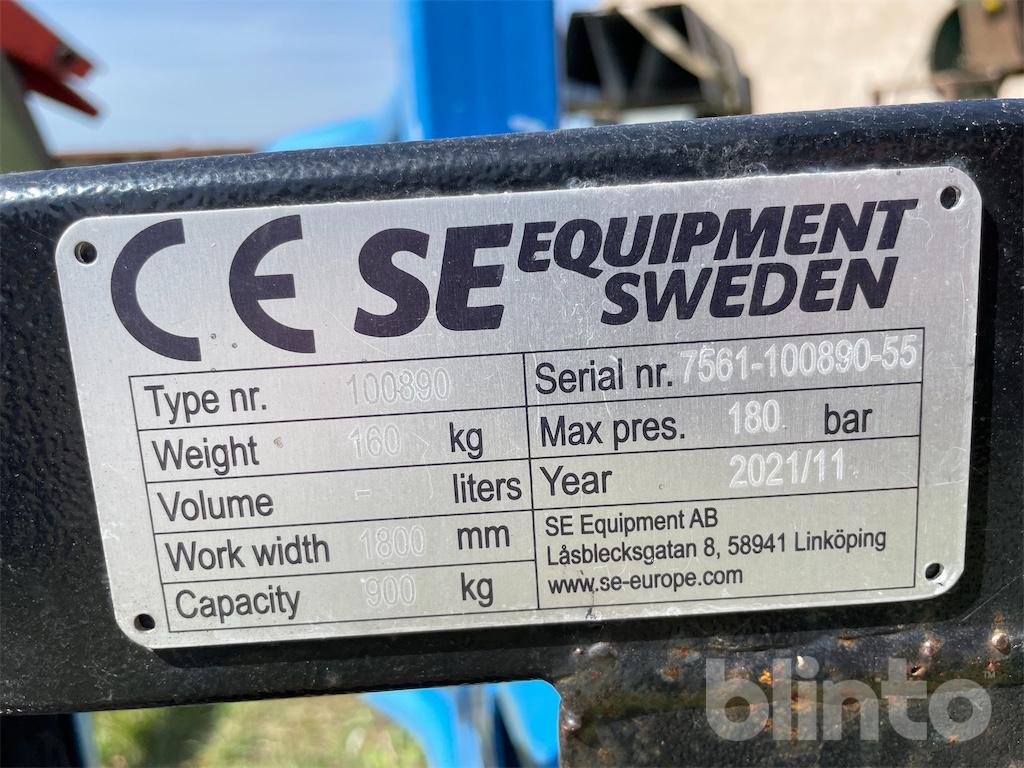 CE SE EQUIPMENT
SWEDEN
Type nr. 100890
Serial nr. 7561-100890-55
Weight 160 kg
Max pres. 180 bar
Volume - liters
Year 2021/11
Work width 1800 mm
Capacity 900 kg
SE Equipment AB
Låsblecksgatan 8, 58941 Linköping
www.se-europe.com
blinto™